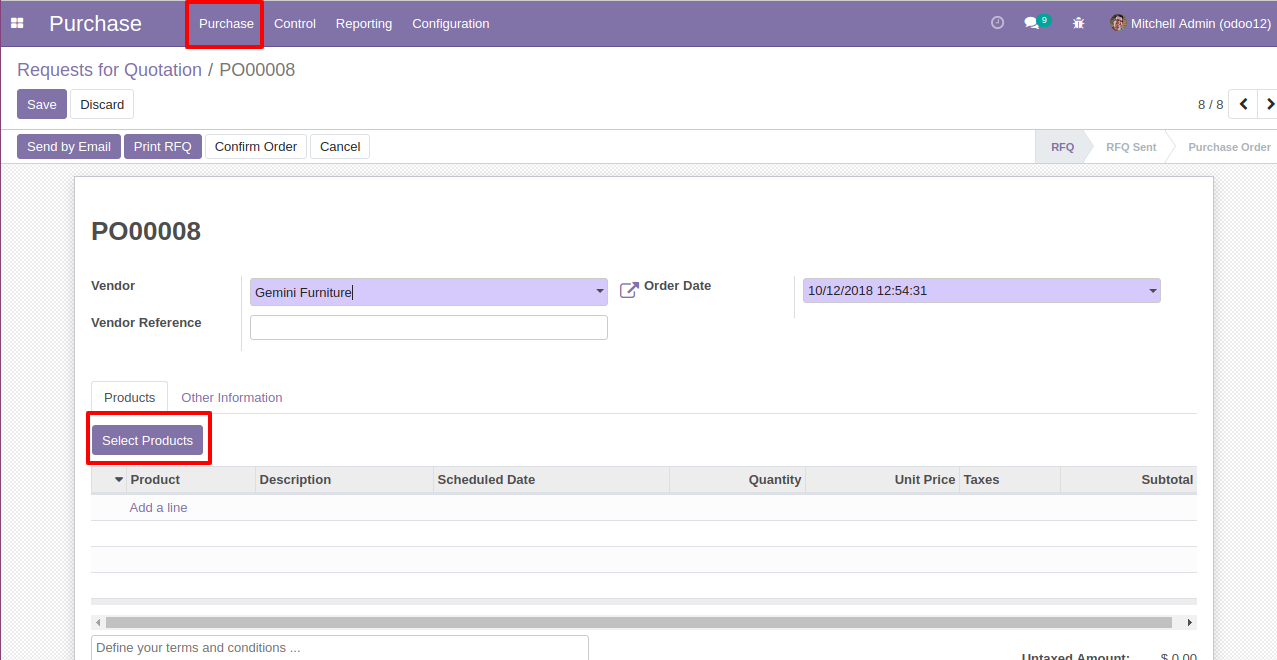 Purchase Purchase Control Reporting Configuration 9 Mitchell Admin (odoo12)
Requests for Quotation / PO00008
Save Discard 8 / 8
Send by Email Print RFQ Confirm Order Cancel RFQ RFQ Sent Purchase Order
PO00008
Vendor Gemini Furniture Order Date 10/12/2018 12:54:31
Vendor Reference
Products Other Information
Select Products
Product Description Scheduled Date Quantity Unit Price Taxes Subtotal
Add a line
Define your terms and conditions ...
Untaxed Amount: $ 0.00